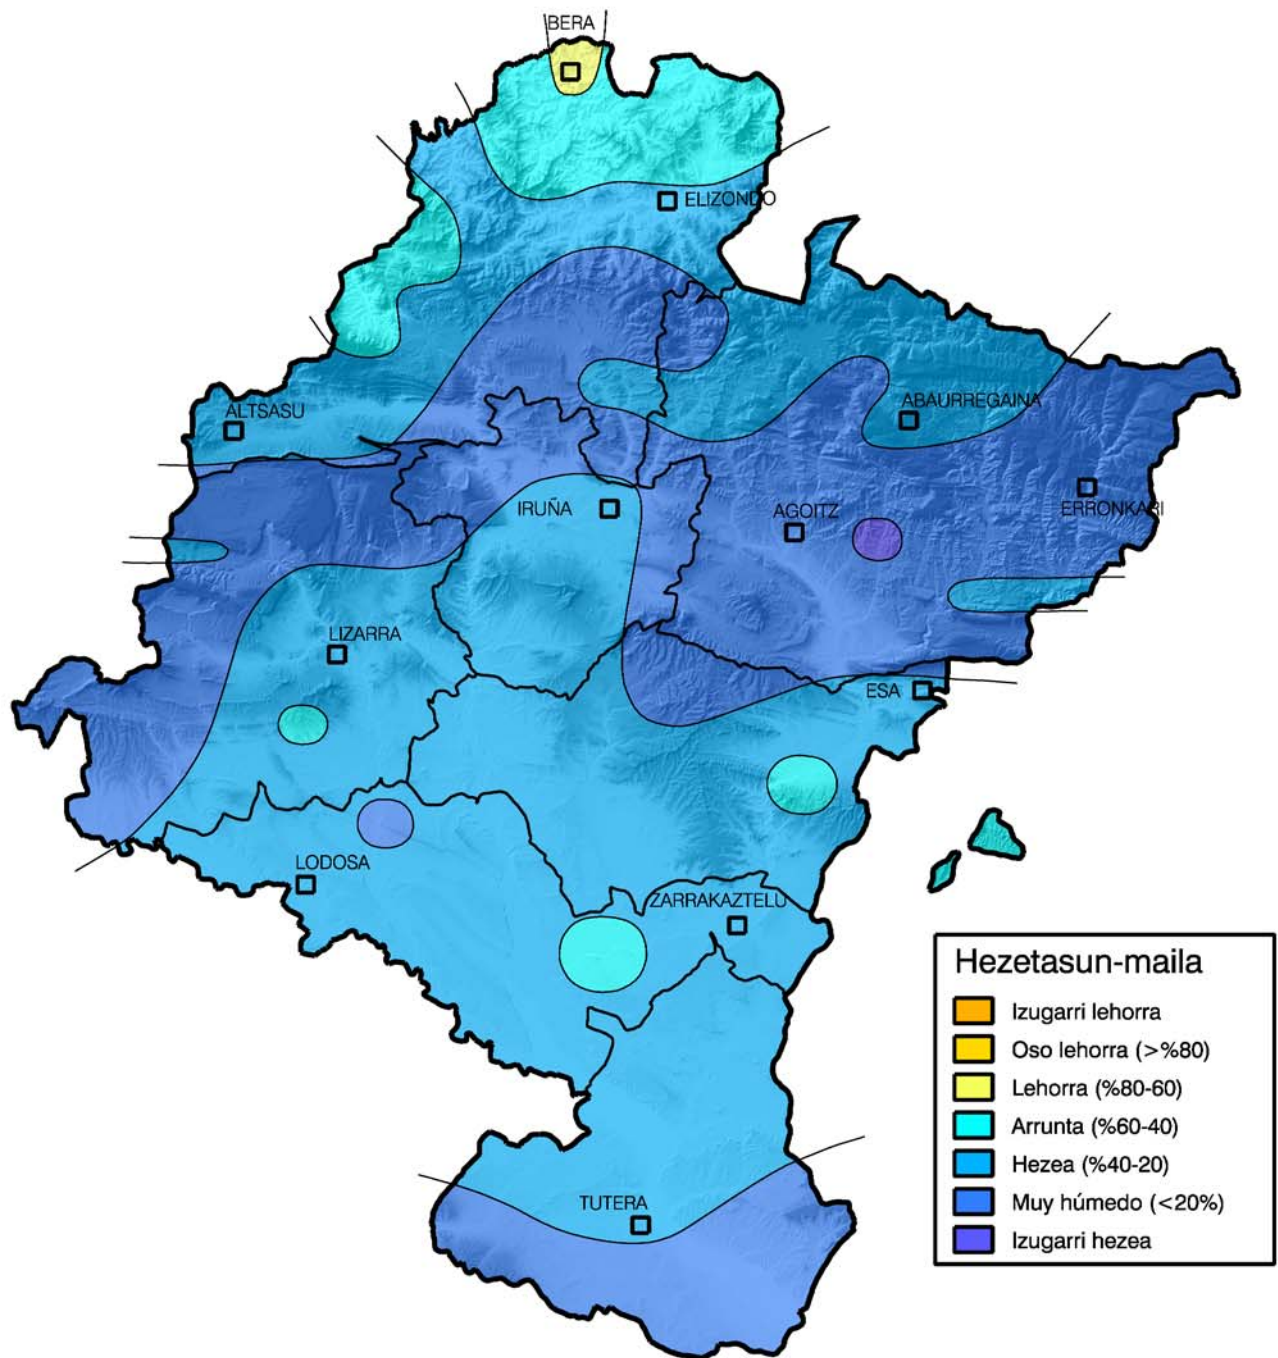 BERA
ELIZONDO
ALTSASU
ABAURREGAINA
IRUÑA
AGOITZ
ERRONKARI
LIZARRA
ESA
LODOSA
ZARRAKAZTELU
TUTERA
Hezetasun-maila
Izugarri lehorra
Oso lehorra (>%80)
Lehorra (%80-60)
Arrunta (%60-40)
Hezea (%40-20)
Muy húmedo (<20%)
Izugarri hezea